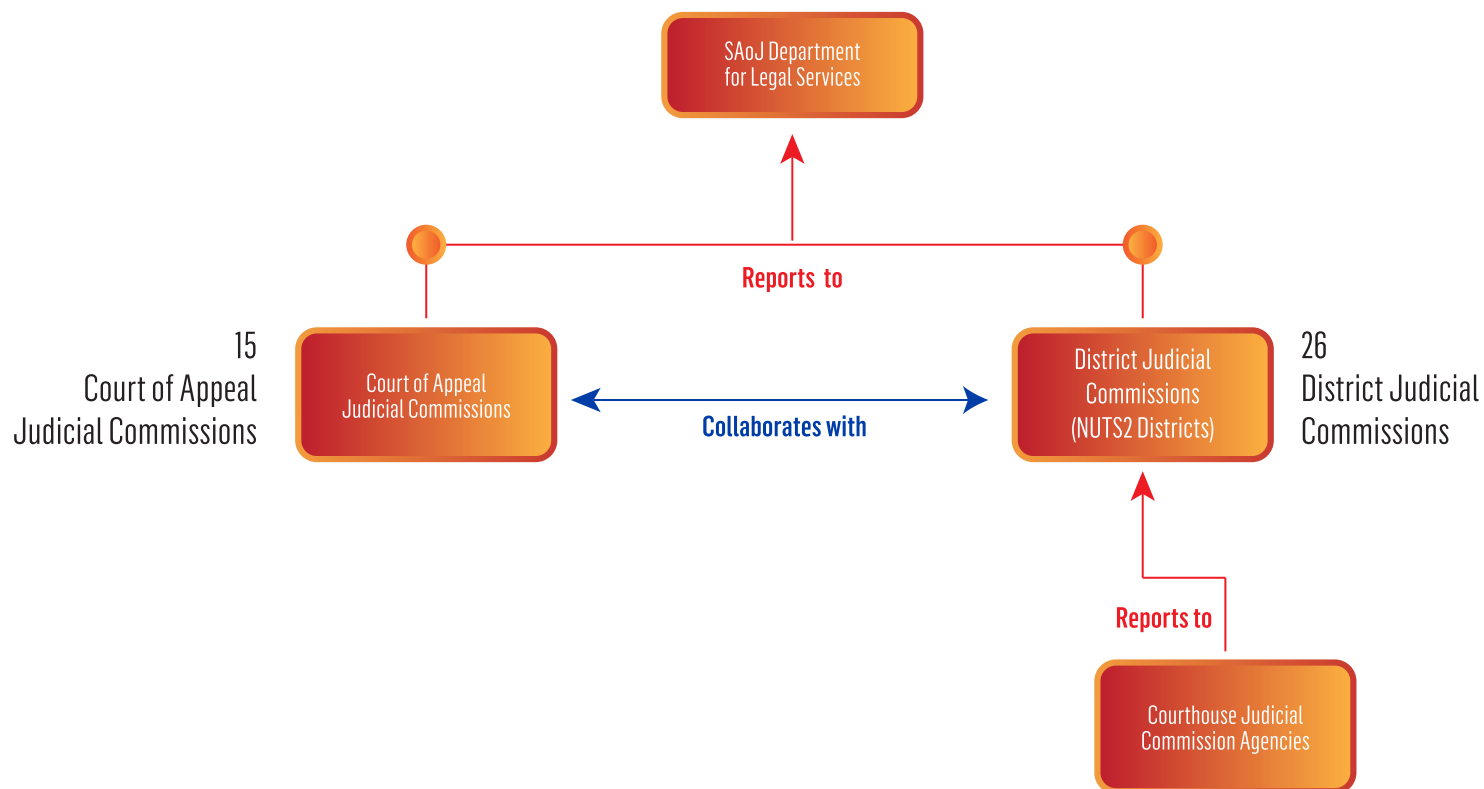 SAoJ Department
for Legal Services
Reports to
15
Court of Appeal
Judicial Commissions
Court of Appeal
Judicial Commissions
Collaborates with
District Judicial
Commissions
(NUTS2 Districts)
26
District Judicial
Commissions
Reports to
Courthouse Judicial
Commission Agencies